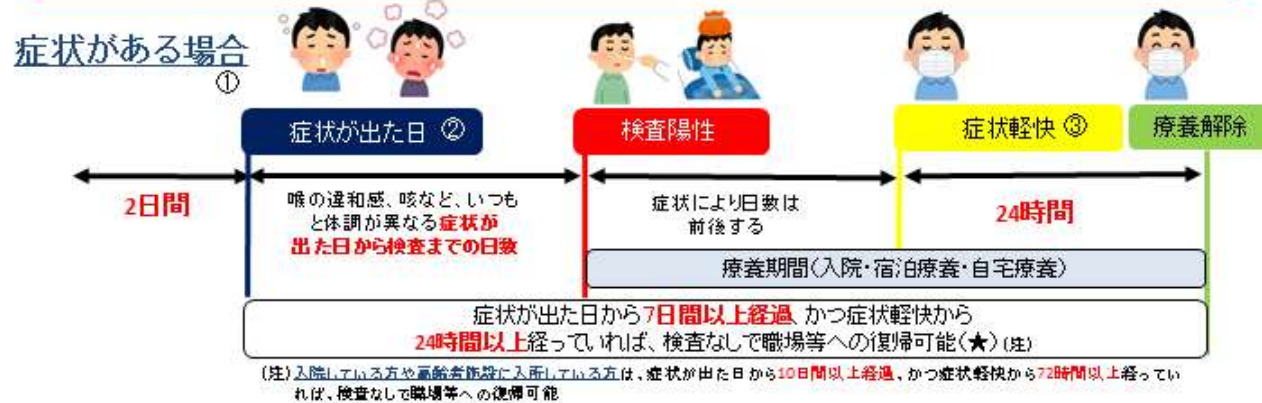 症状がある場合
①
症状が出た日 ②
検査陽性
症状軽快 ③
療養解除
2日間
喉の違和感、咳など、いつも
と体調が異なる症状が
出た日から検査までの日数
症状により日数は
前後する
24時間
療養期間(入院・宿泊療養・自宅療養)
症状が出た日から7日間以上経過、かつ症状軽快から
24時間以上経っていれば、検査なしで職場等への復帰可能(★)(注)
(注)入院している方や高齢者施設に入所している方は、症状が出た日から10日間以上経過、かつ症状軽快から72時間以上経ってい
れば、検査なしで職場等への復帰可能